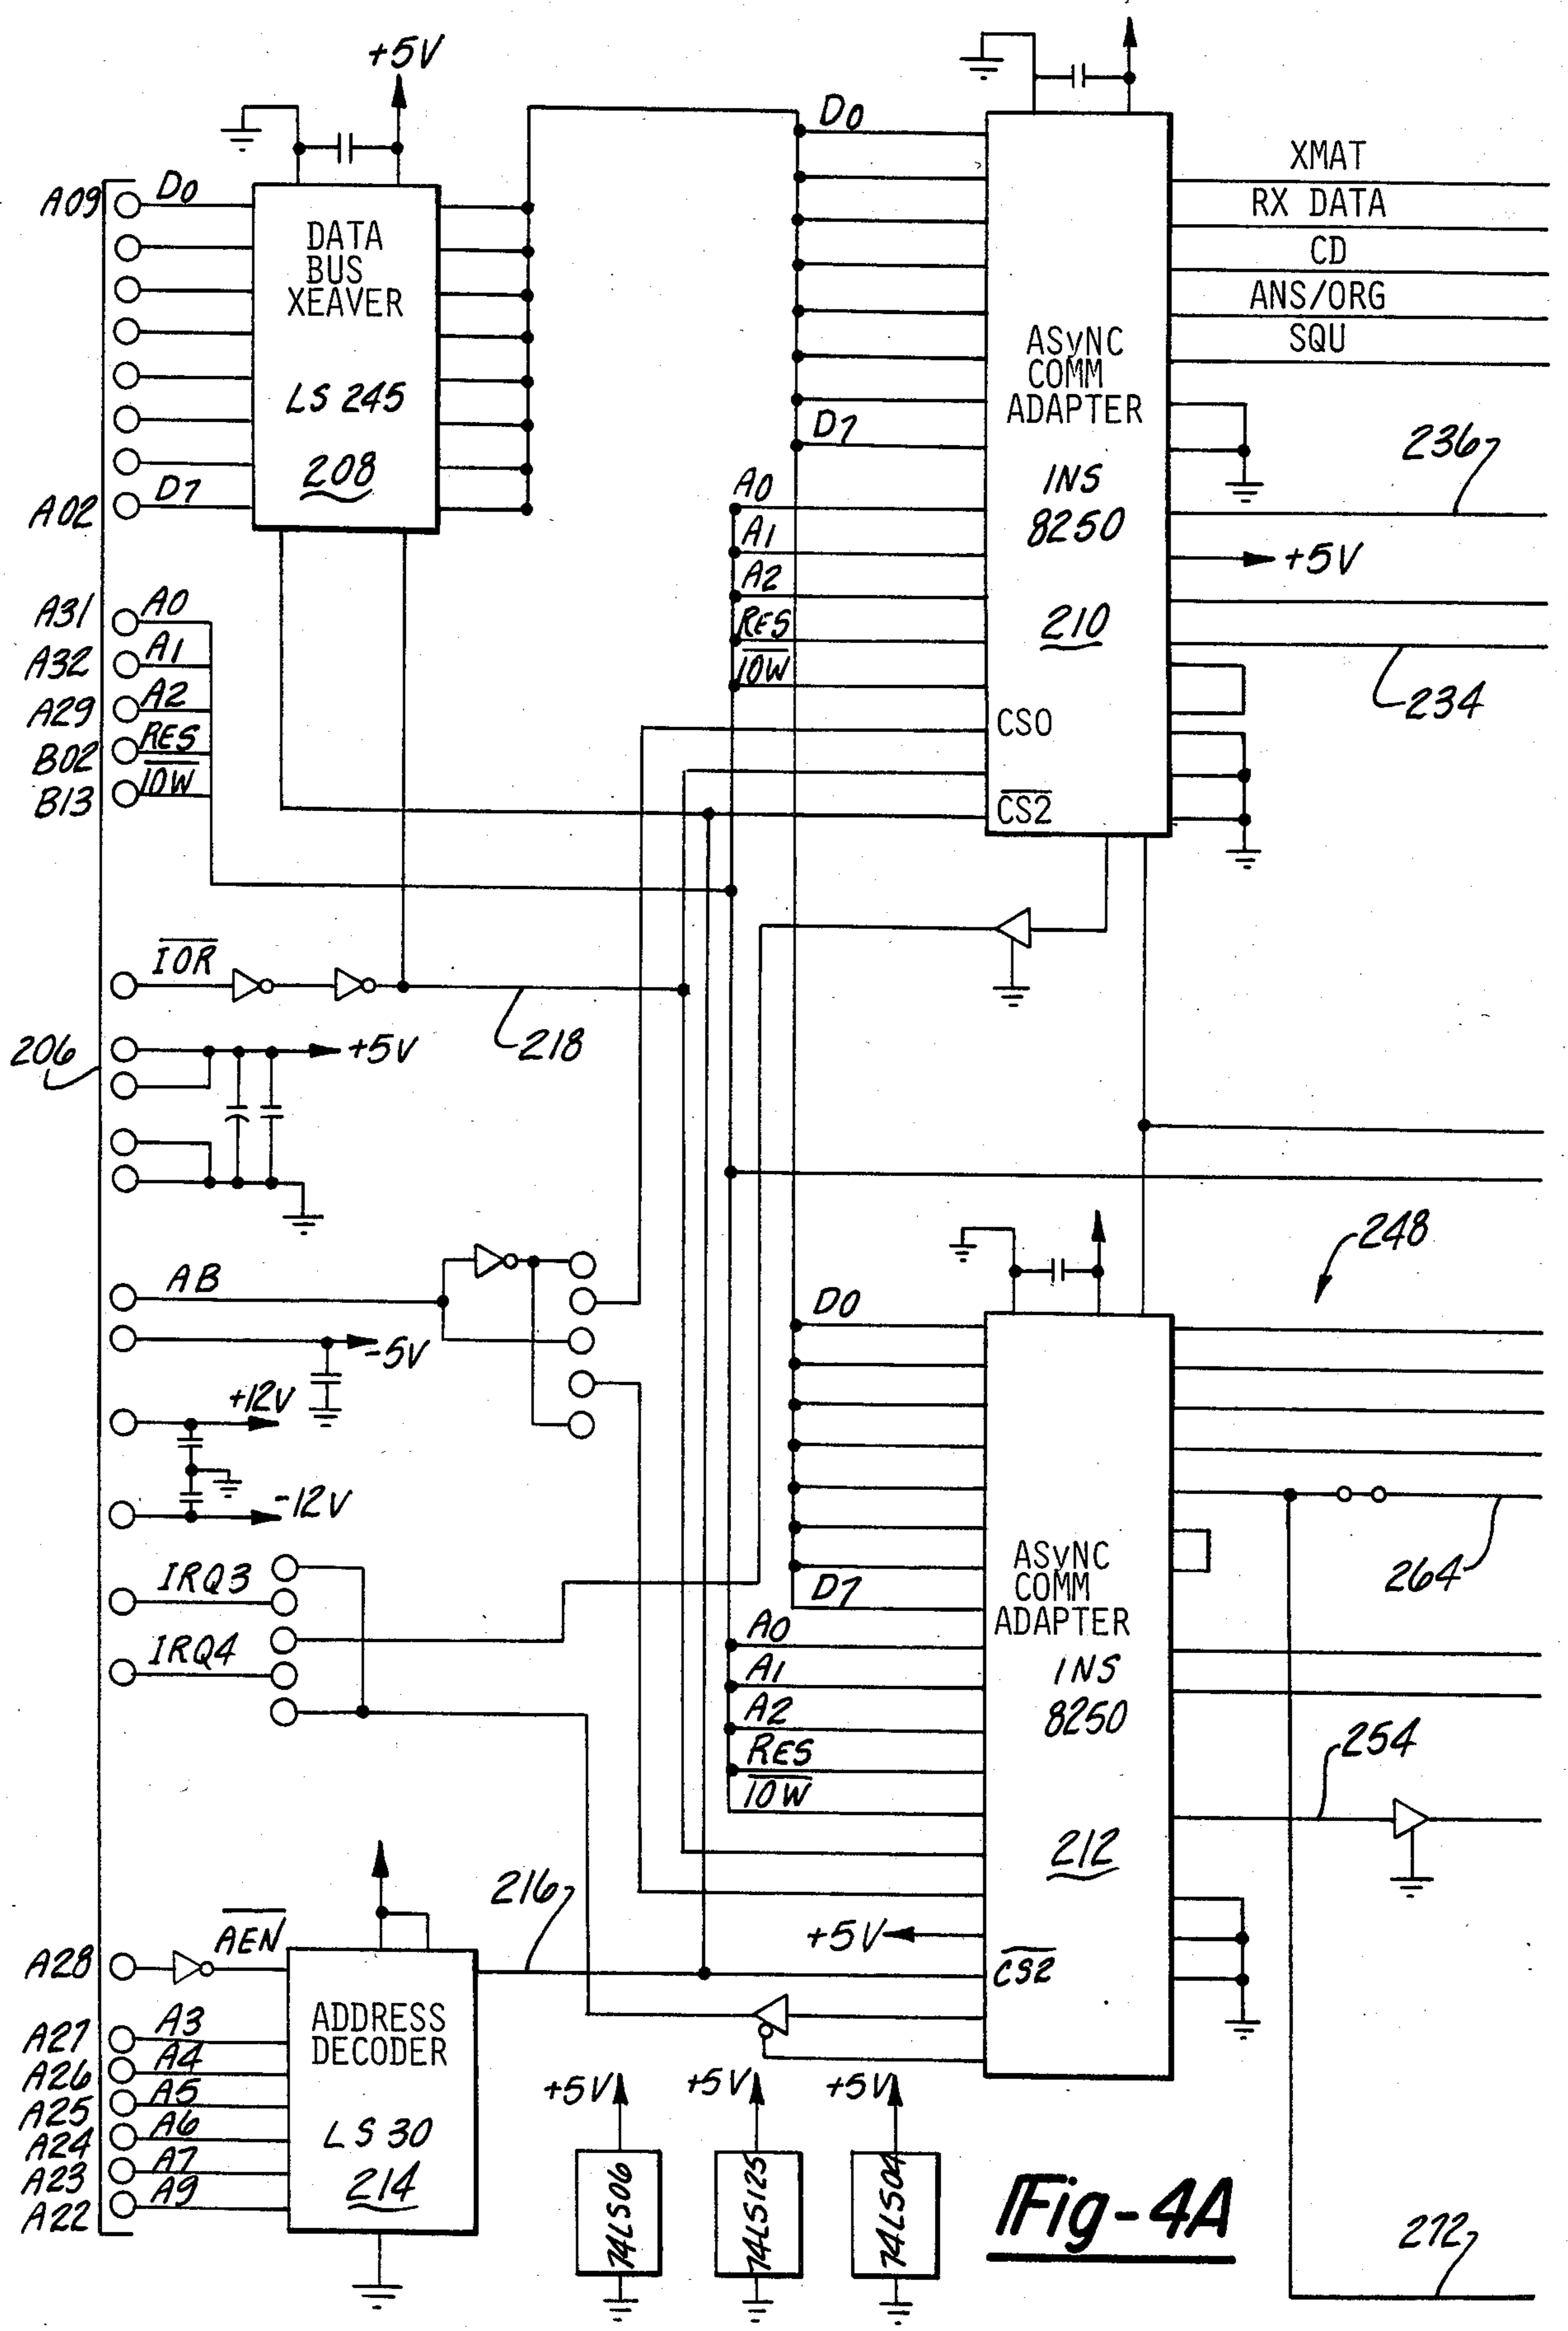 +5V
A09 D0
DATA
BUS
XEAVER
LS 245
208
A02 D7
D0
D7
XMAT
RX DATA
CD
ANS/ORG
SQU
ASYNC
COMM
ADAPTER
INS
8250
210
236
+5V
234
A0
A1
A2
RES
IOW
CS0
CS2
A31 A0
A32 A1
A29 A2
B02 RES
B13 IOW
IOR
218
206
+5V
AB
-5V
+12V
-12V
IRQ3
IRQ4
248
D0
D7
ASYNC
COMM
ADAPTER
INS
8250
212
A0
A1
A2
RES
IOW
+5V
CS2
264
254
216
A28 AEN
A27 A3
A26 A4
A25 A5
A24 A6
A23 A7
A22 A9
ADDRESS
DECODER
LS 30
214
+5V +5V +5V
74LS06 74LS125 74LS04
Fig-4A
272